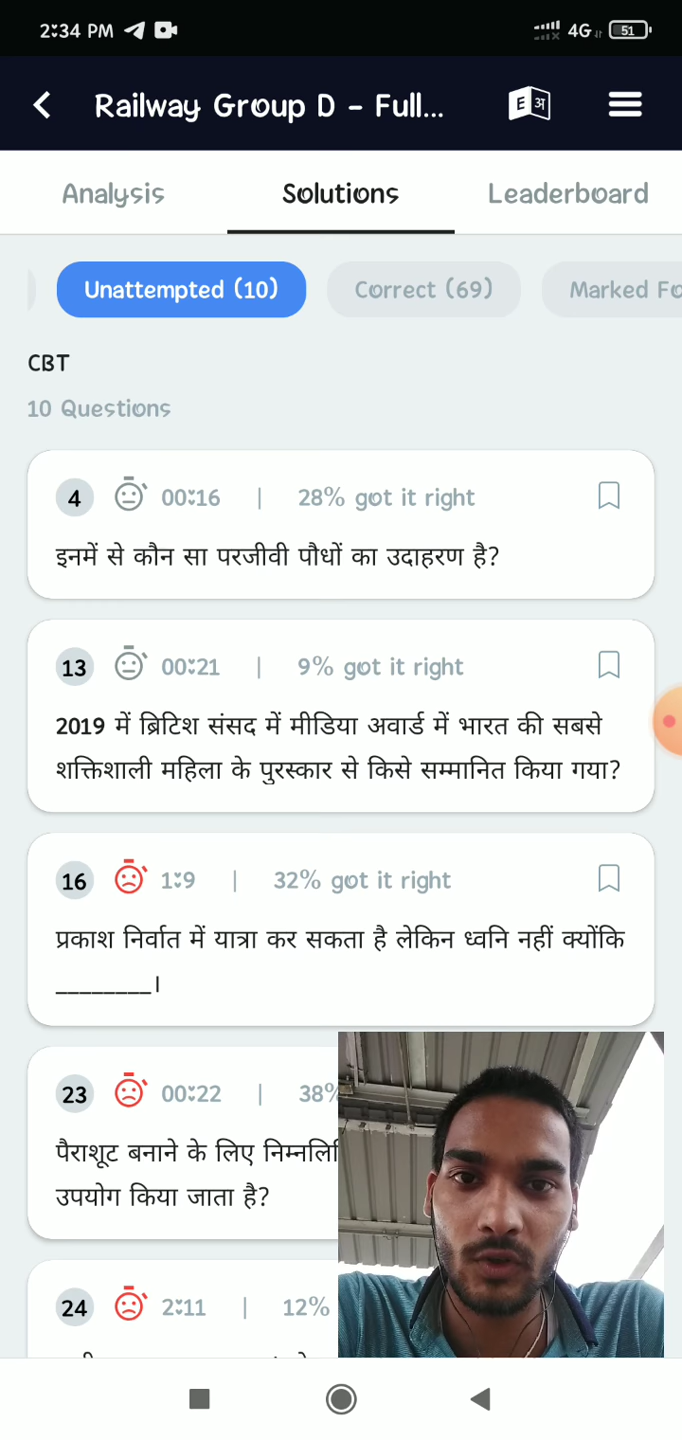 2:34 PM
4G
51
Railway Group D - Full...
E अ
Analysis
Solutions
Leaderboard
Unattempted (10)
Correct (69)
Marked Fo
CBT
10 Questions
4
00:16 | 28% got it right
इनमें से कौन सा परजीवी पौधों का उदाहरण है?
13
00:21 | 9% got it right
2019 में ब्रिटिश संसद में मीडिया अवार्ड में भारत की सबसे
शक्तिशाली महिला के पुरस्कार से किसे सम्मानित किया गया?
16
1:9 | 32% got it right
प्रकाश निर्वात में यात्रा कर सकता है लेकिन ध्वनि नहीं क्योंकि
________।
23
00:22 | 38%
पैराशूट बनाने के लिए निम्नलि
उपयोग किया जाता है?
24
2:11 | 12%